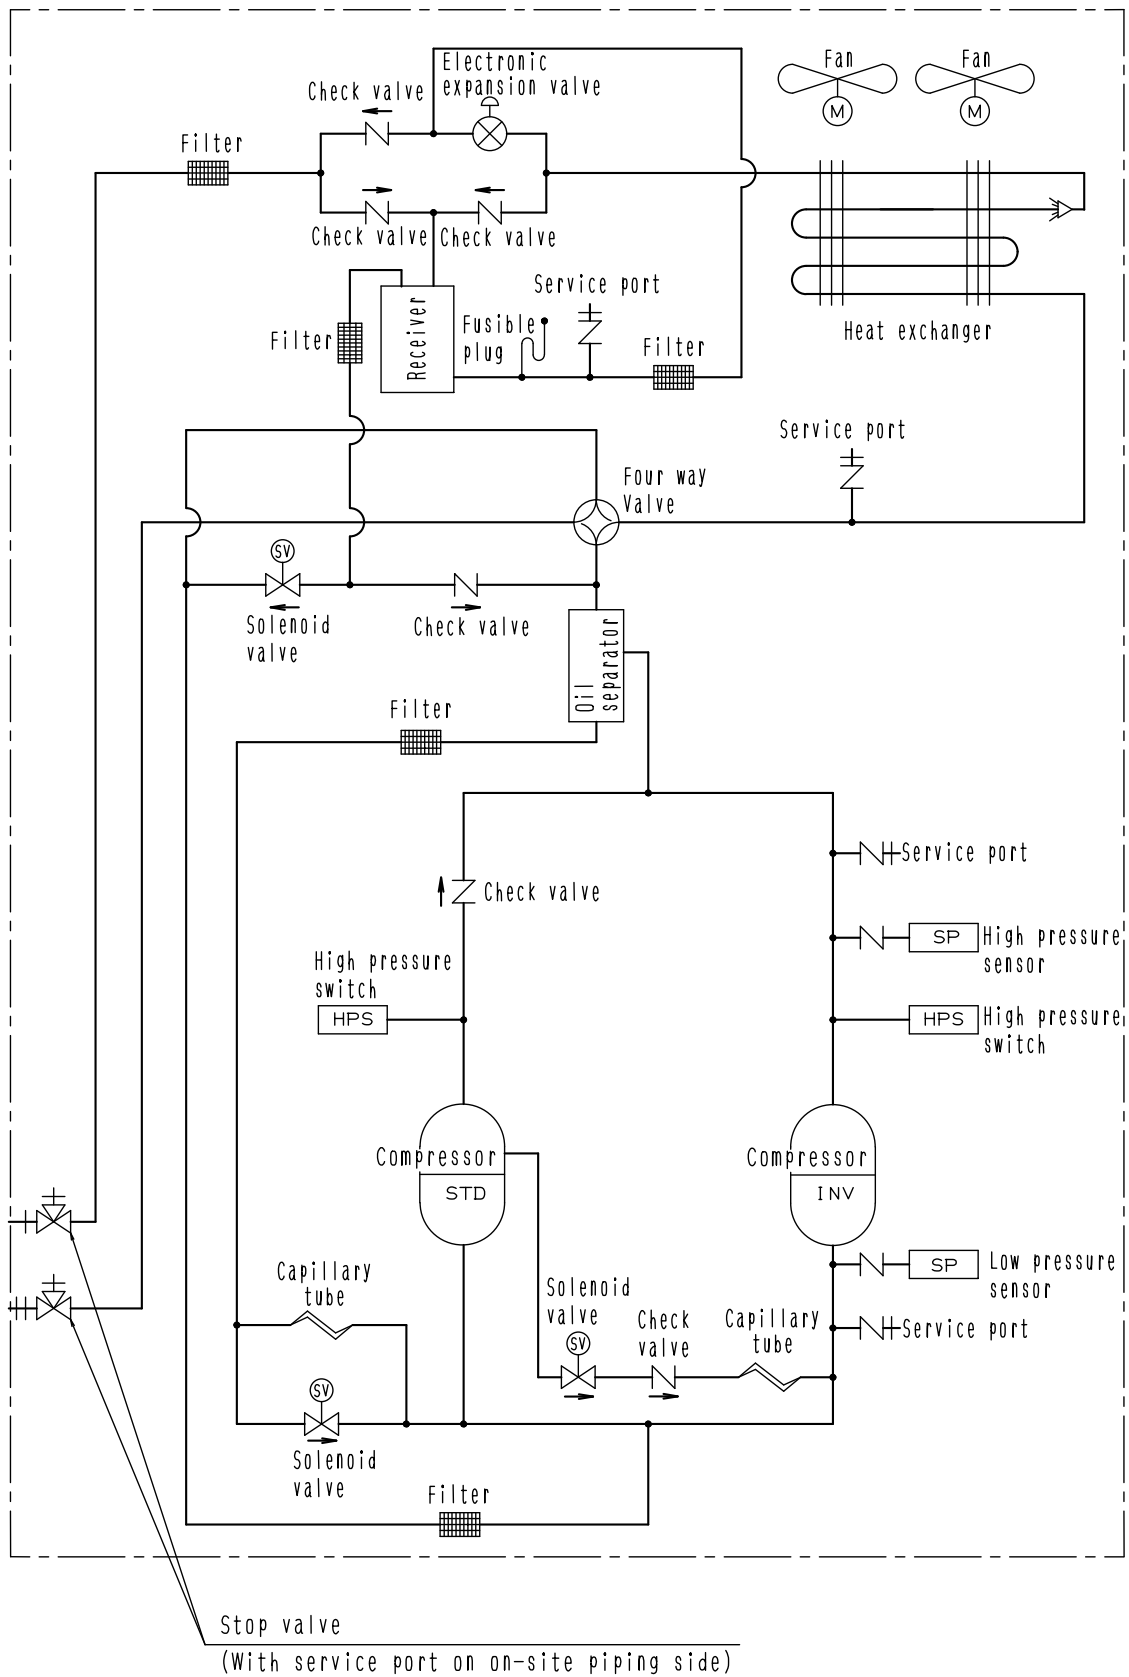 Fan
Fan
M
M
Electronic
expansion valve
Check valve
Filter
Check valve
Check valve
Service port
Heat exchanger
Filter
Receiver
Fusible
plug
Filter
Service port
Four way
Valve
SV
Solenoid
valve
Check valve
Oil
separator
Filter
Service port
Check valve
SP
High pressure
sensor
High pressure
switch
HPS
HPS
High pressure
switch
Compressor
STD
Compressor
INV
SP
Low pressure
sensor
Capillary
tube
Solenoid
valve
SV
Check
valve
Capillary
tube
Service port
SV
Solenoid
valve
Filter
Stop valve
(With service port on on-site piping side)